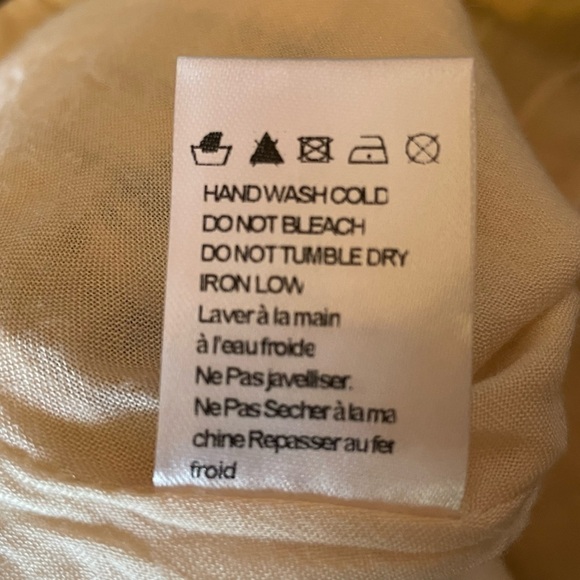 HAND WASH COLD
DO NOT BLEACH
DO NOT TUMBLE DRY
IRON LOW
Laver à la main
à l'eau froide
Ne Pas javelliser.
Ne Pas Secher à la ma
chine Repasser au fer
froid